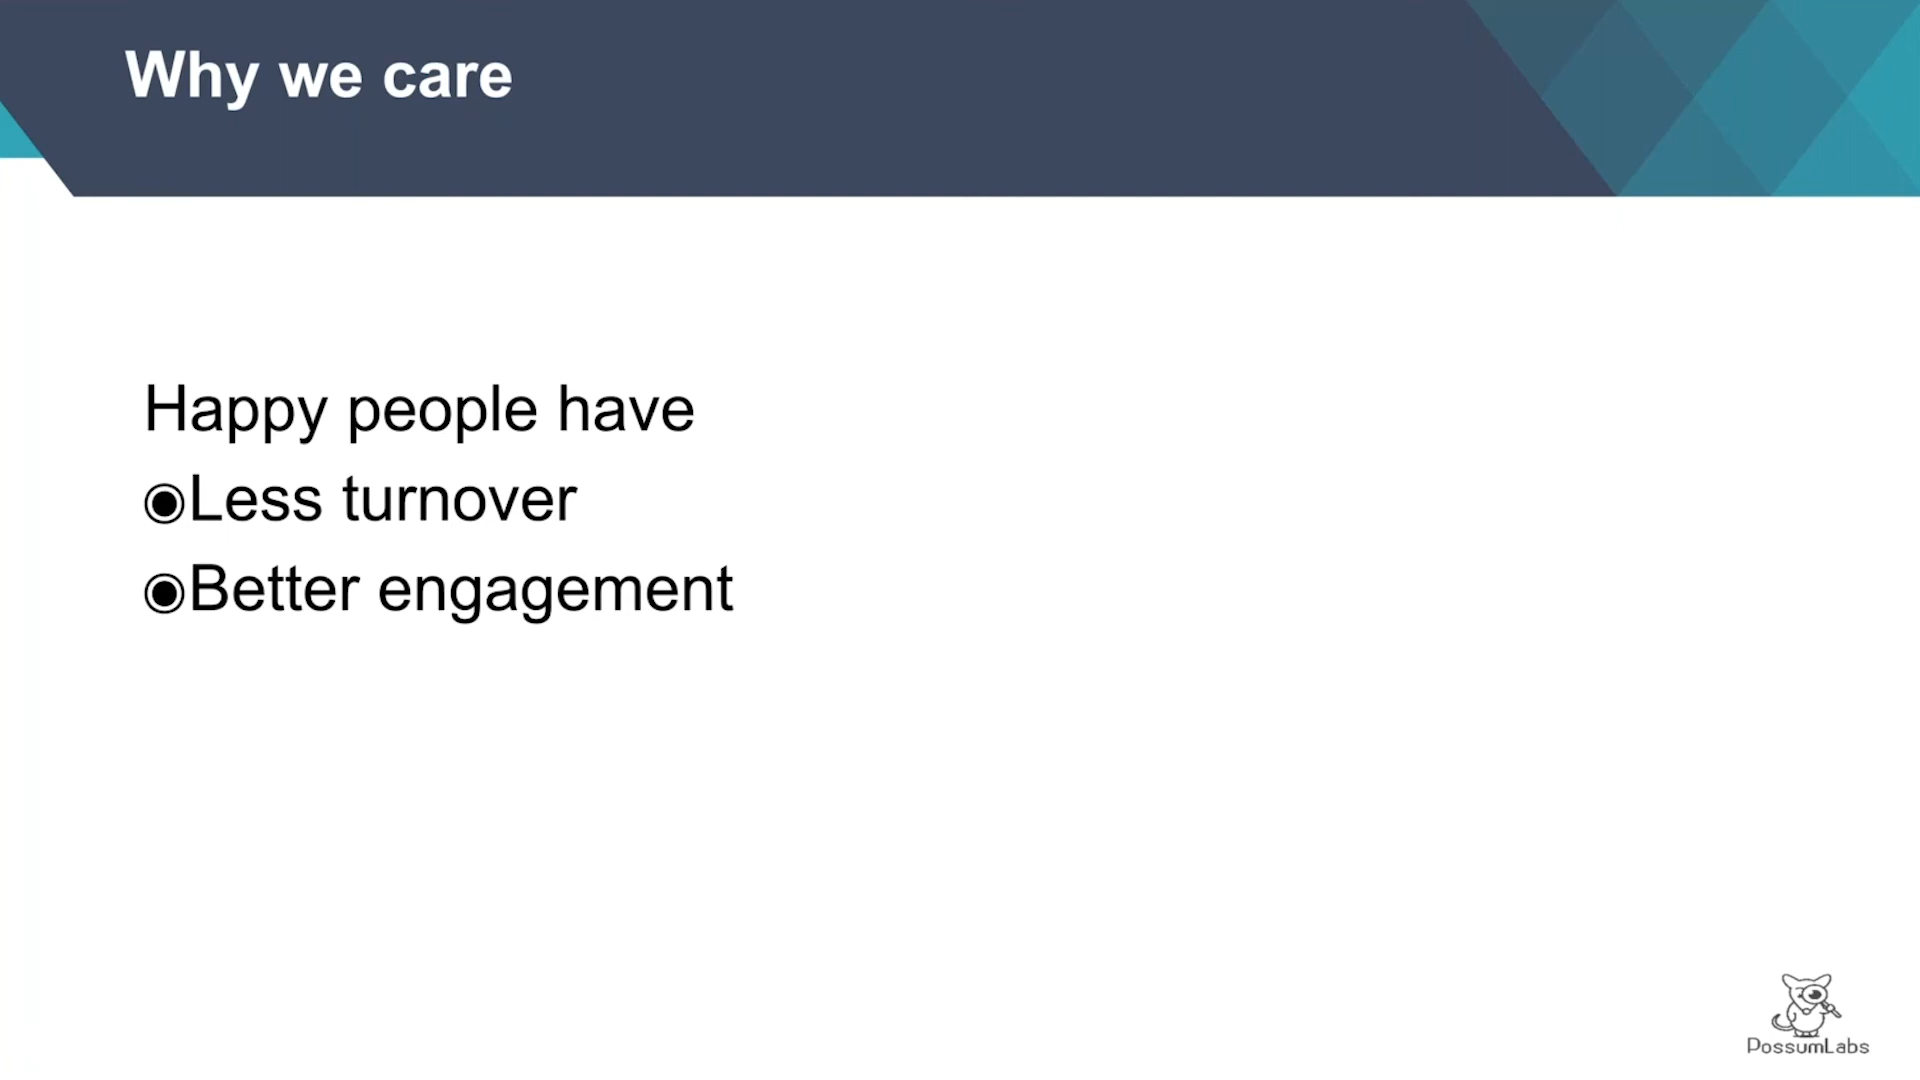 Why we care
Happy people have
◉Less turnover
◉Better engagement
PossumLabs